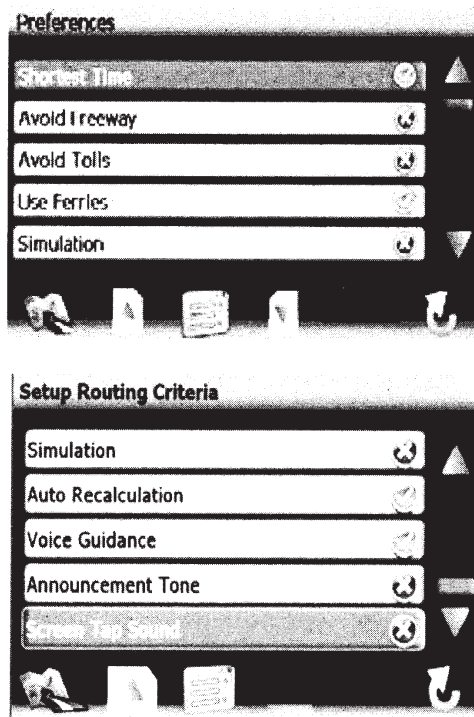 Preferences
Shortest Time
Avoid Freeway
Avoid Tolls
Use Ferries
Simulation
Setup Routing Criteria
Simulation
Auto Recalculation
Voice Guidance
Announcement Tone
Screen Tap Sound